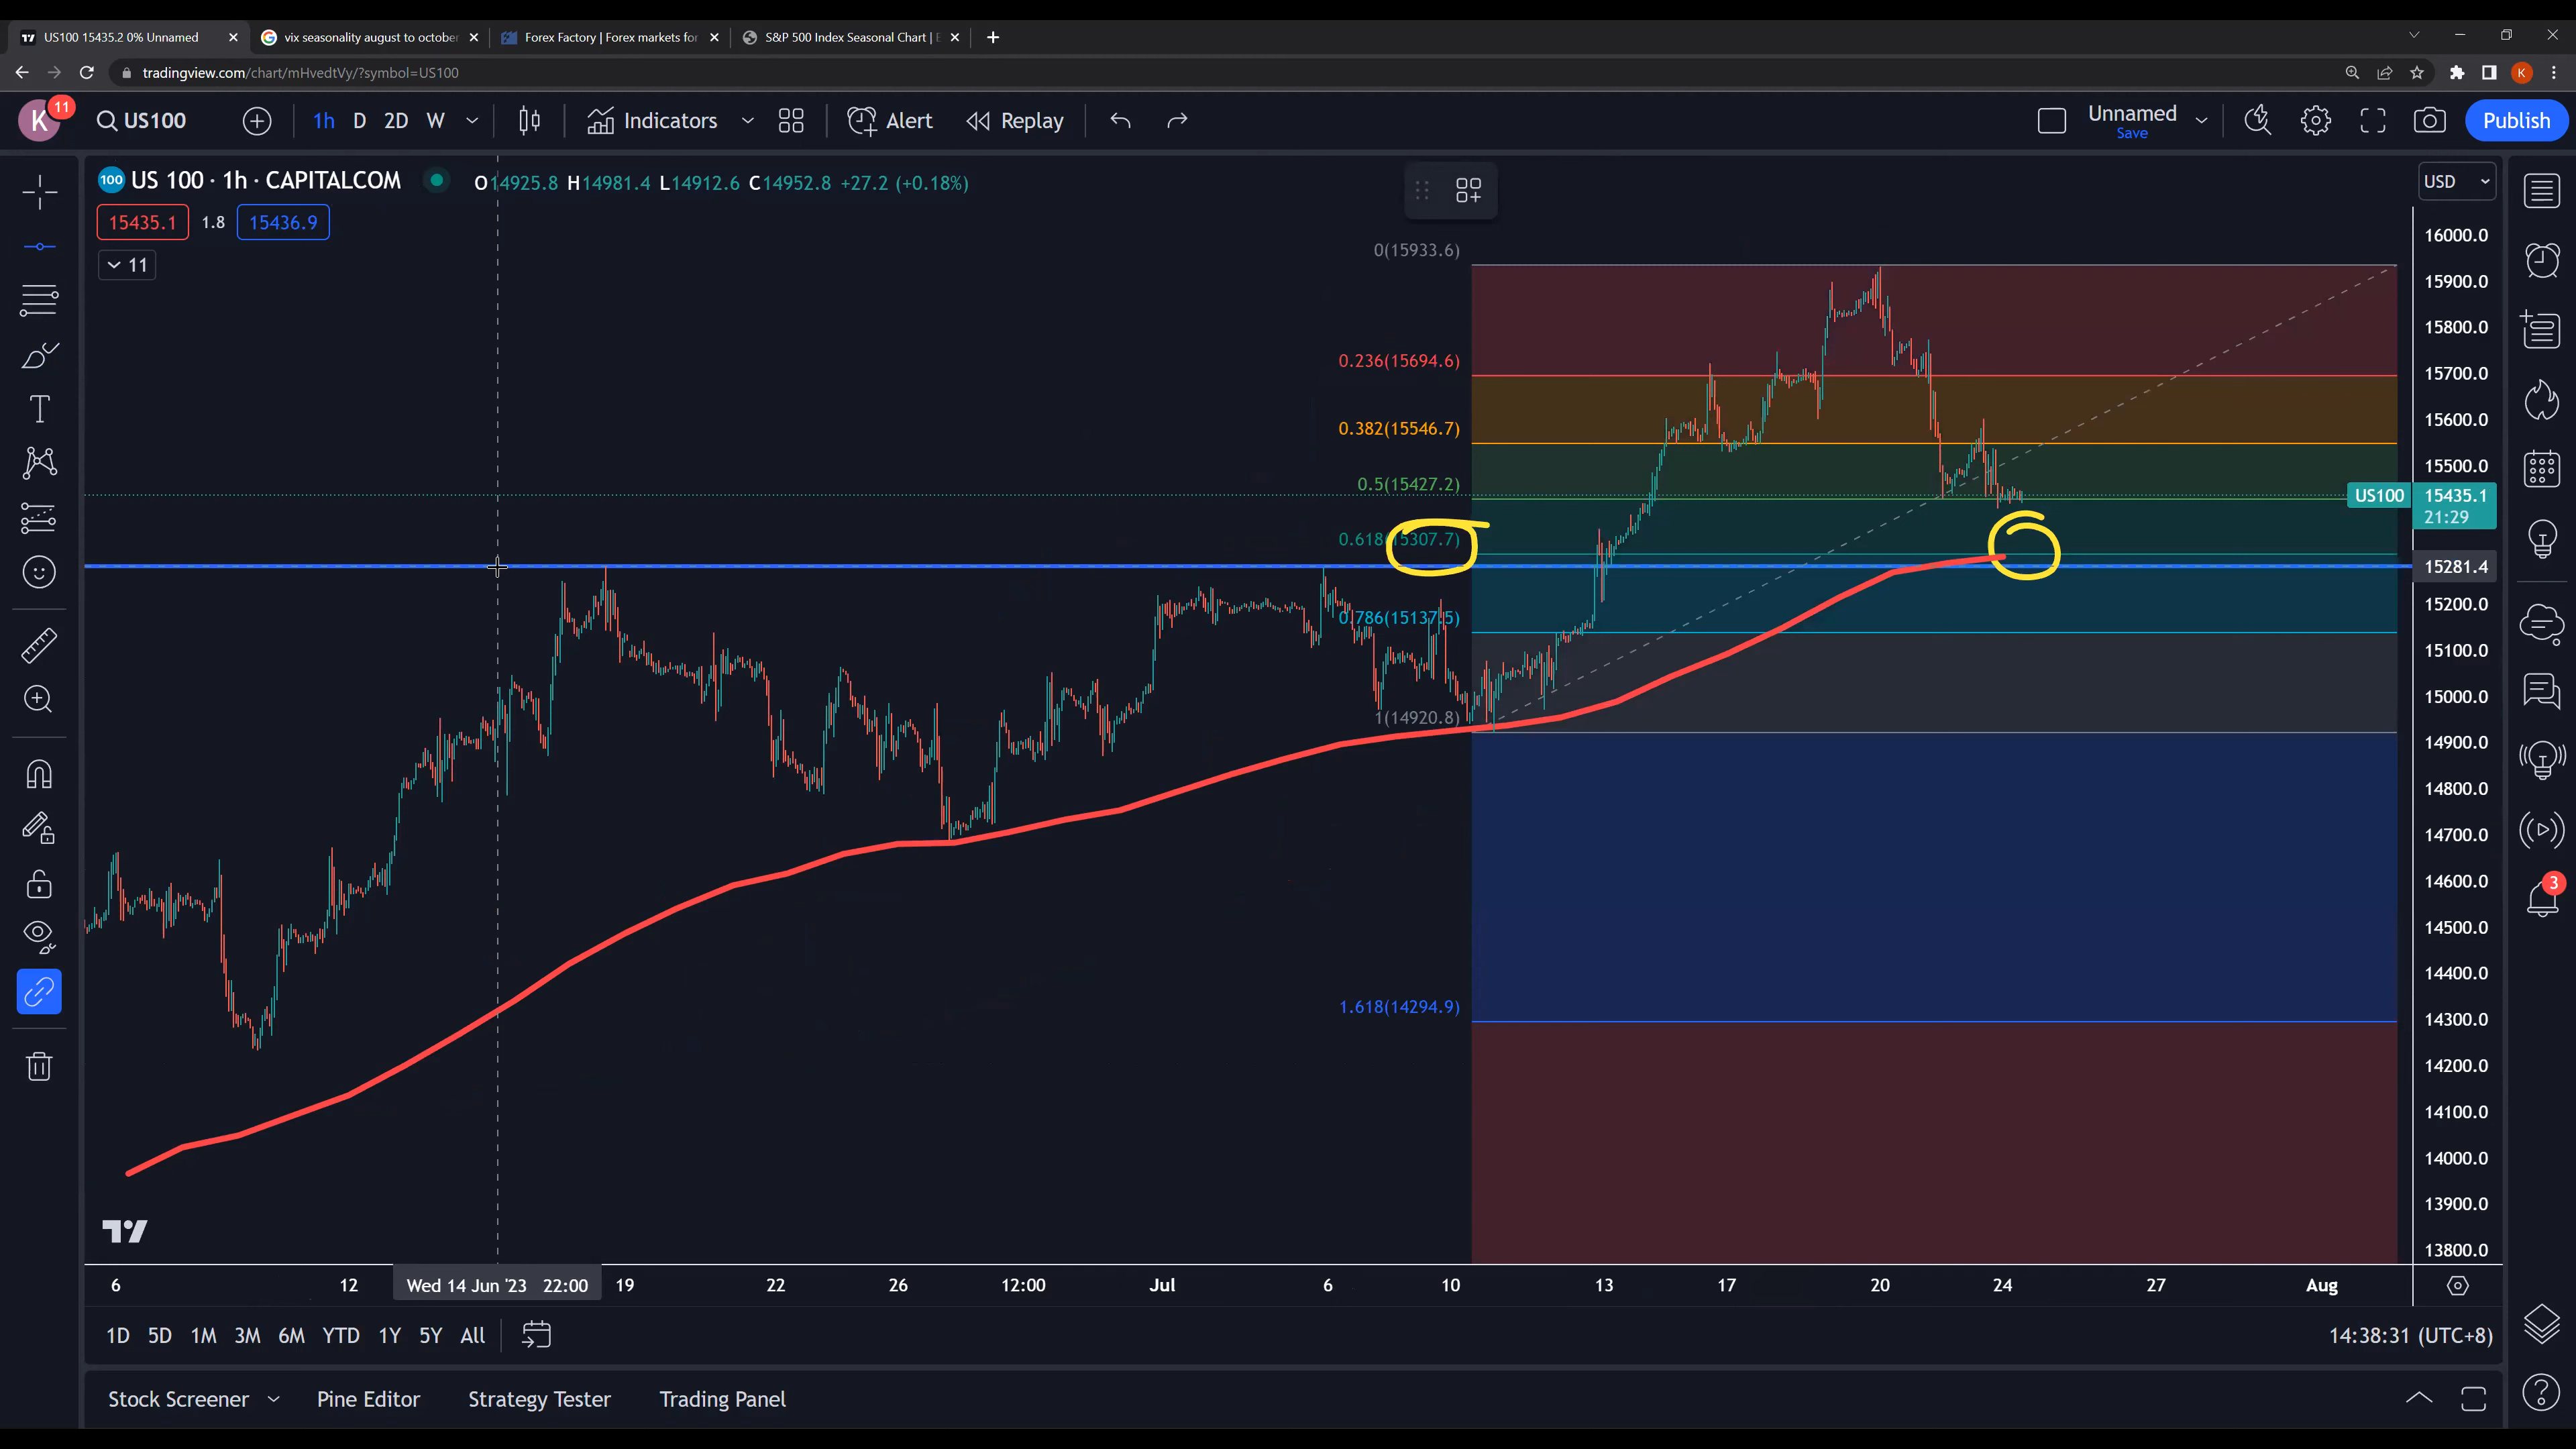 US100 15435.2 0% Unnamed
vix seasonality august to october
Forex Factory | Forex markets for
S&P 500 Index Seasonal Chart | E
tradingview.com/chart/mHvedtVy/?symbol=US100
K
K 11
US100
1h D 2D W
Indicators
Alert
Replay
Unnamed
Save
Publish
100 US 100 · 1h · CAPITALCOM
O14925.8 H14981.4 L14912.6 C14952.8 +27.2 (+0.18%)
USD
15435.1 1.8 15436.9
11
0(15933.6)
0.236(15694.6)
0.382(15546.7)
0.5(15427.2)
0.618(15307.7)
0.786(15137.5)
1(14920.8)
1.618(14294.9)
16000.0
15900.0
15800.0
15700.0
15600.0
15500.0
US100 15435.1
21:29
15281.4
15200.0
15100.0
15000.0
14900.0
14800.0
14700.0
14600.0
14500.0
14400.0
14300.0
14200.0
14100.0
14000.0
13900.0
13800.0
3
6 12 Wed 14 Jun '23 22:00 19 22 26 12:00 Jul 6 10 13 17 20 24 27 Aug
1D 5D 1M 3M 6M YTD 1Y 5Y All
14:38:31 (UTC+8)
Stock Screener Pine Editor Strategy Tester Trading Panel